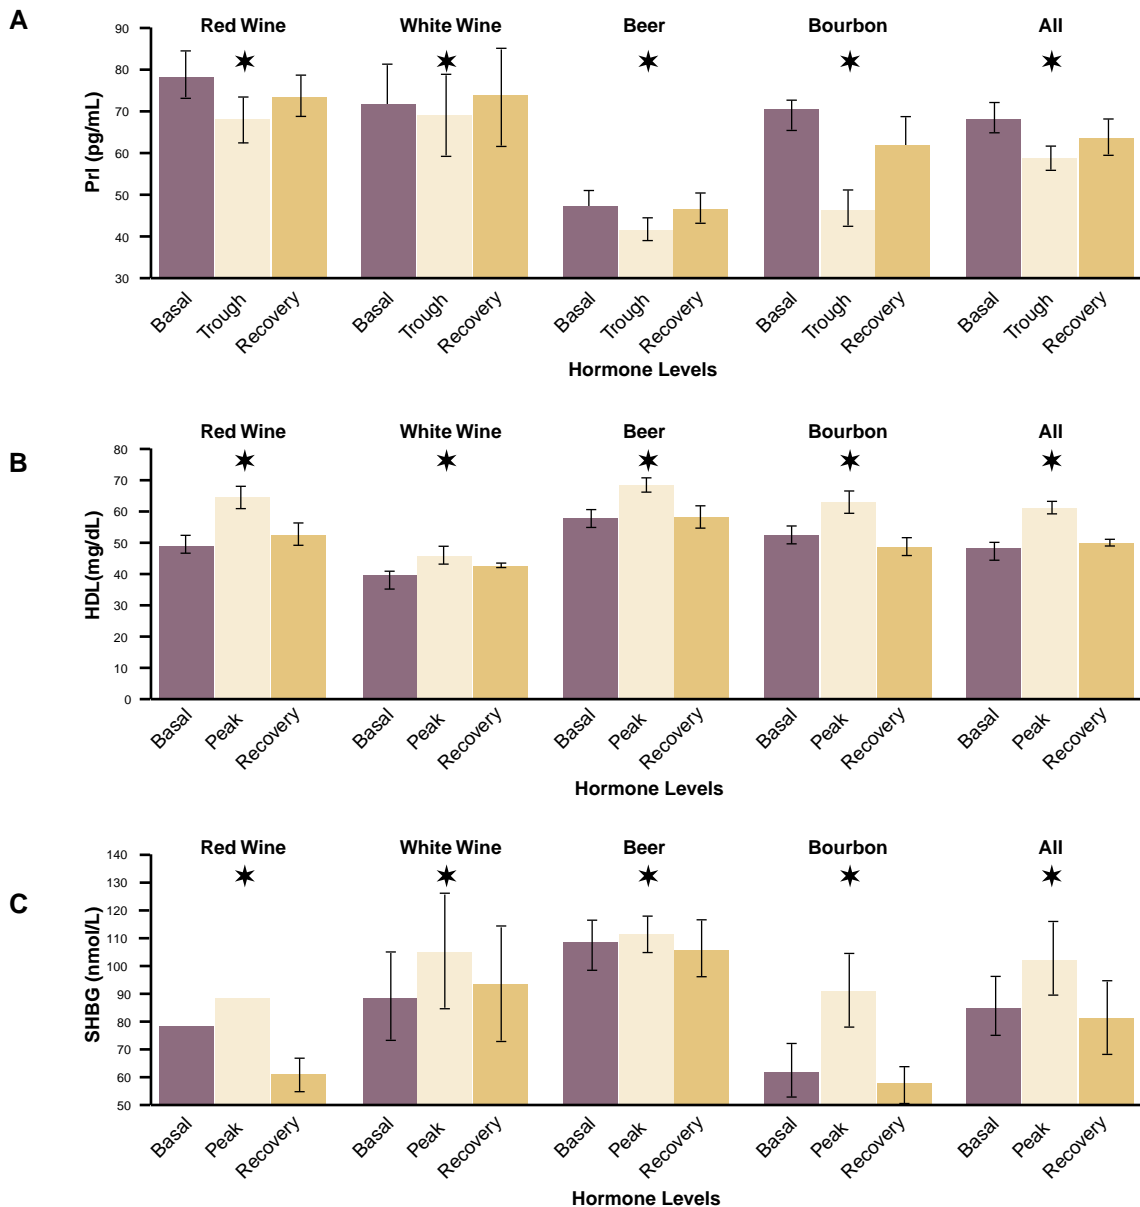 A
Red Wine White Wine Beer Bourbon All
Prl (pg/mL)
90
80
70
60
50
40
30
Basal Trough Recovery Basal Trough Recovery Basal Trough Recovery Basal Trough Recovery Basal Trough Recovery
Hormone Levels
B
Red Wine White Wine Beer Bourbon All
HDL(mg/dL)
80
70
60
50
40
30
20
10
0
Basal Peak Recovery Basal Peak Recovery Basal Peak Recovery Basal Peak Recovery Basal Peak Recovery
Hormone Levels
C
Red Wine White Wine Beer Bourbon All
SHBG (nmol/L)
140
130
120
110
100
90
80
70
60
50
Basal Peak Recovery Basal Peak Recovery Basal Peak Recovery Basal Peak Recovery Basal Peak Recovery
Hormone Levels